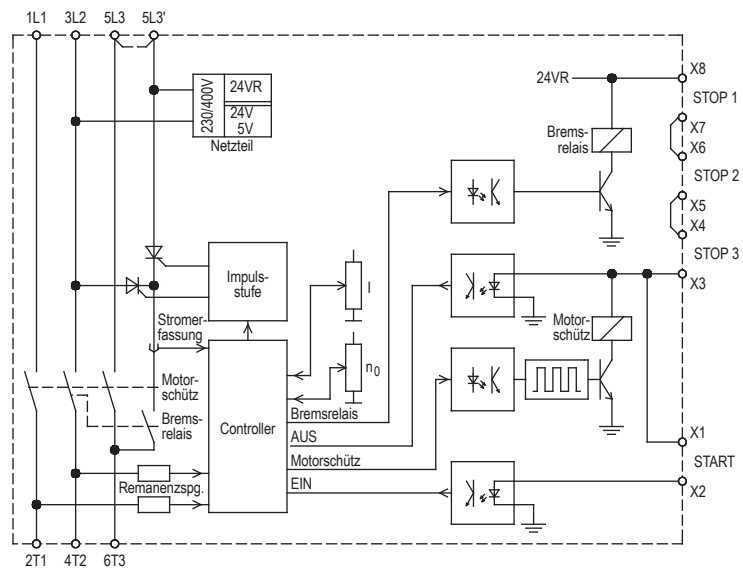 1L1 3L2 5L3 5L3'
24VR
X8
STOP 1
230/400V
24VR
24V
5V
Netzteil
Brems-
relais
X7
X6
STOP 2
X5
X4
STOP 3
X3
Impuls-
stufe
I
Stromer-
fassung
Motor-
schütz
n0
Motor-
schütz
Brems-
relais
Controller
Bremsrelais
AUS
Motorschütz
EIN
Remanenzspg.
X1
START
X2
2T1 4T2 6T3